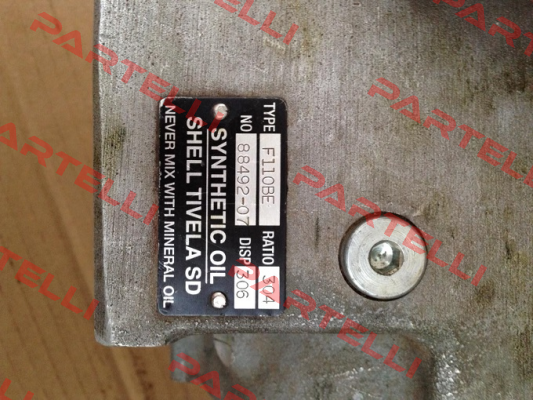 TYPE F110BE RATIO 304
NO 88492-07 DISP 306
SYNTHETIC OIL
SHELL TIVELA SD
NEVER MIX WITH MINERAL OIL
PARTELLI
PARTELLI
PARTELLI
PARTELLI
PARTELLI
PARTELLI